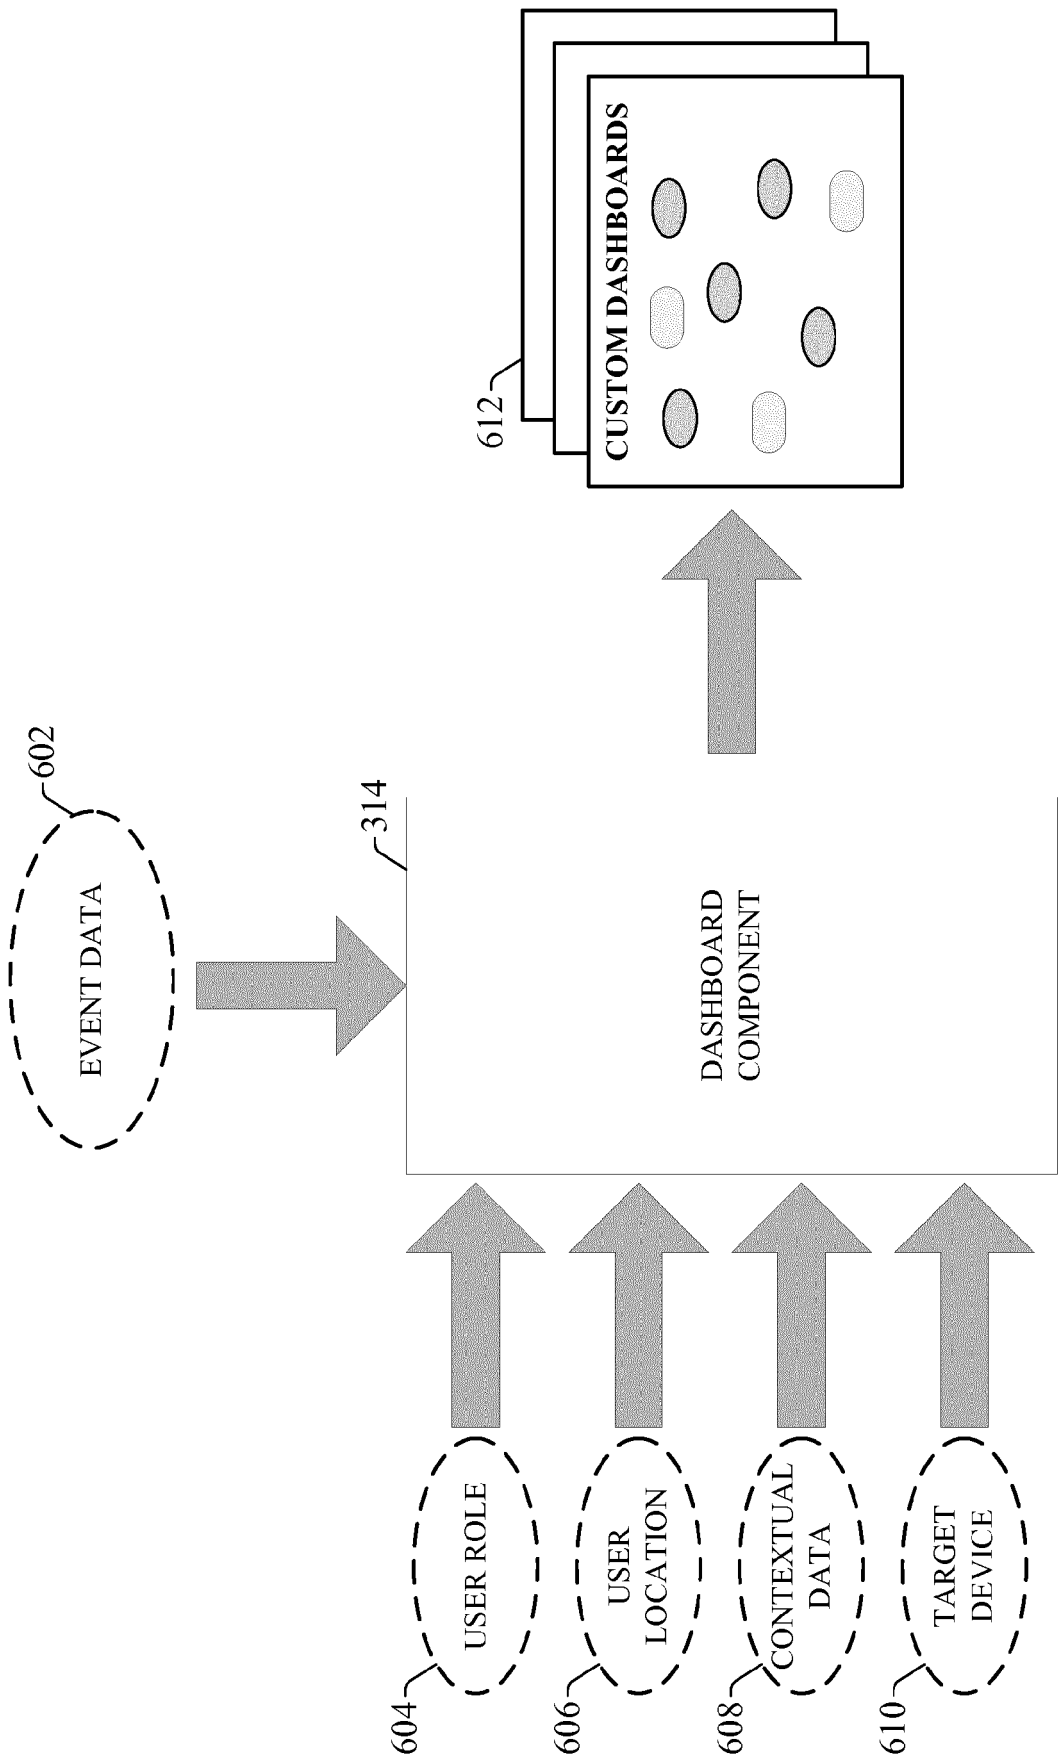 602
EVENT DATA
314
604
USER ROLE
606
USER
LOCATION
608
CONTEXTUAL
DATA
610
TARGET
DEVICE
DASHBOARD
COMPONENT
612
CUSTOM DASHBOARDS